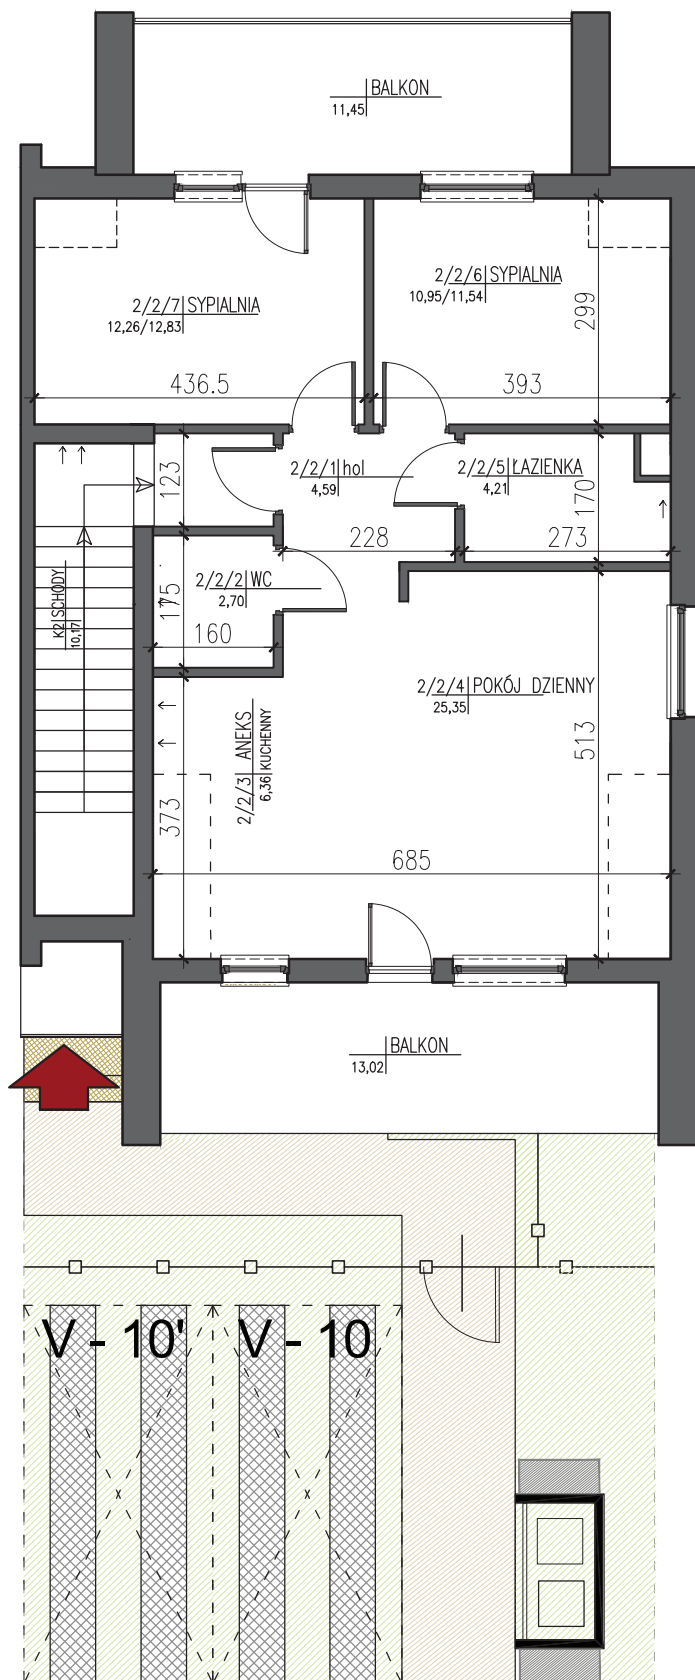 BALKON
11,45
2/2/7 SYPIALNIA
12,26/12,83
2/2/6 SYPIALNIA
10,95/11,54
299
436.5
393
123
2/2/1 hol
4,59
2/2/5 ŁAZIENKA
4,21
170
228
273
K2 SCHODY
10,17
175
2/2/2 WC
2,70
160
2/2/4 POKÓJ DZIENNY
25,35
2/2/3 ANEKS
6,36 KUCHENNY
513
373
685
BALKON
13,02
V - 10' V - 10